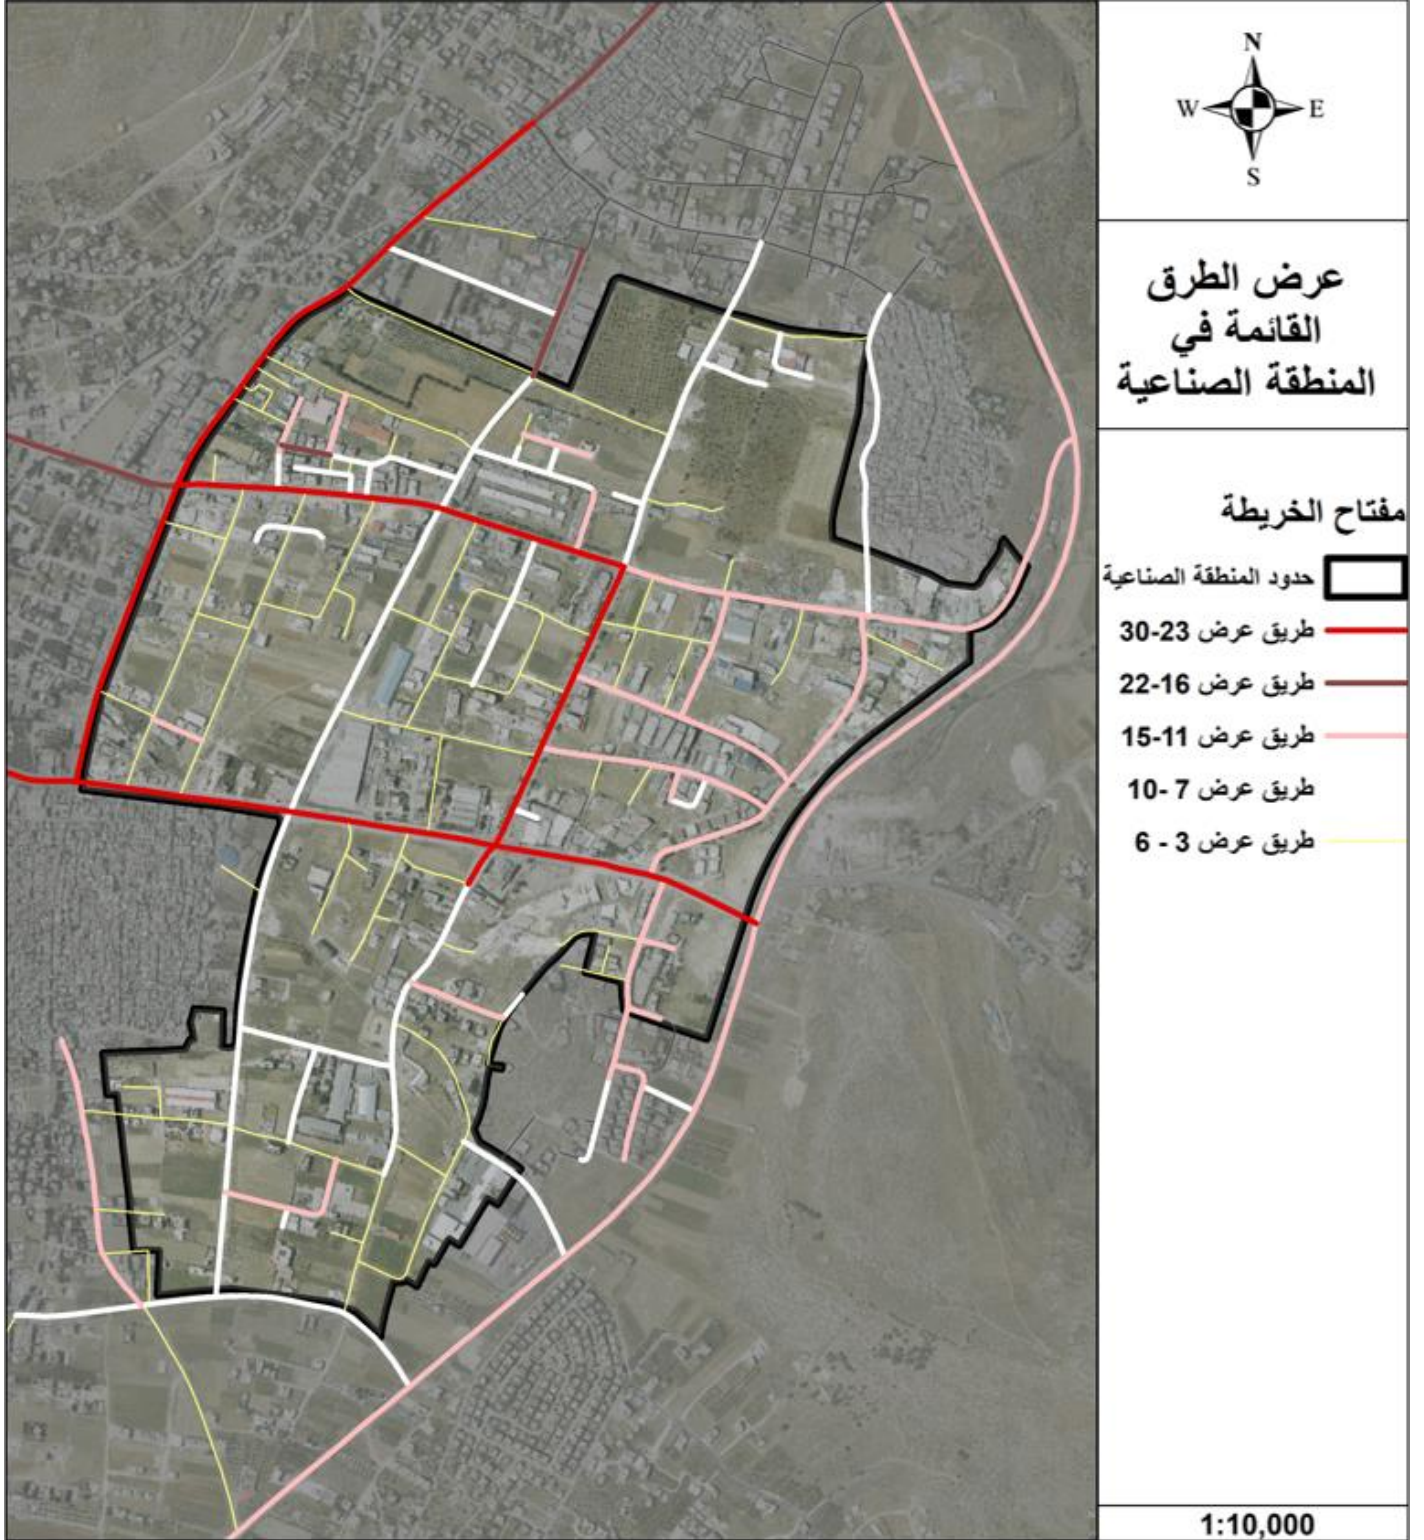 N
W E
S
عرض الطرق
القائمة في
المنطقة الصناعية
مفتاح الخريطة
حدود المنطقة الصناعية
طريق عرض 23-30
طريق عرض 16-22
طريق عرض 11-15
طريق عرض 7 -10
طريق عرض 3 - 6
1:10,000